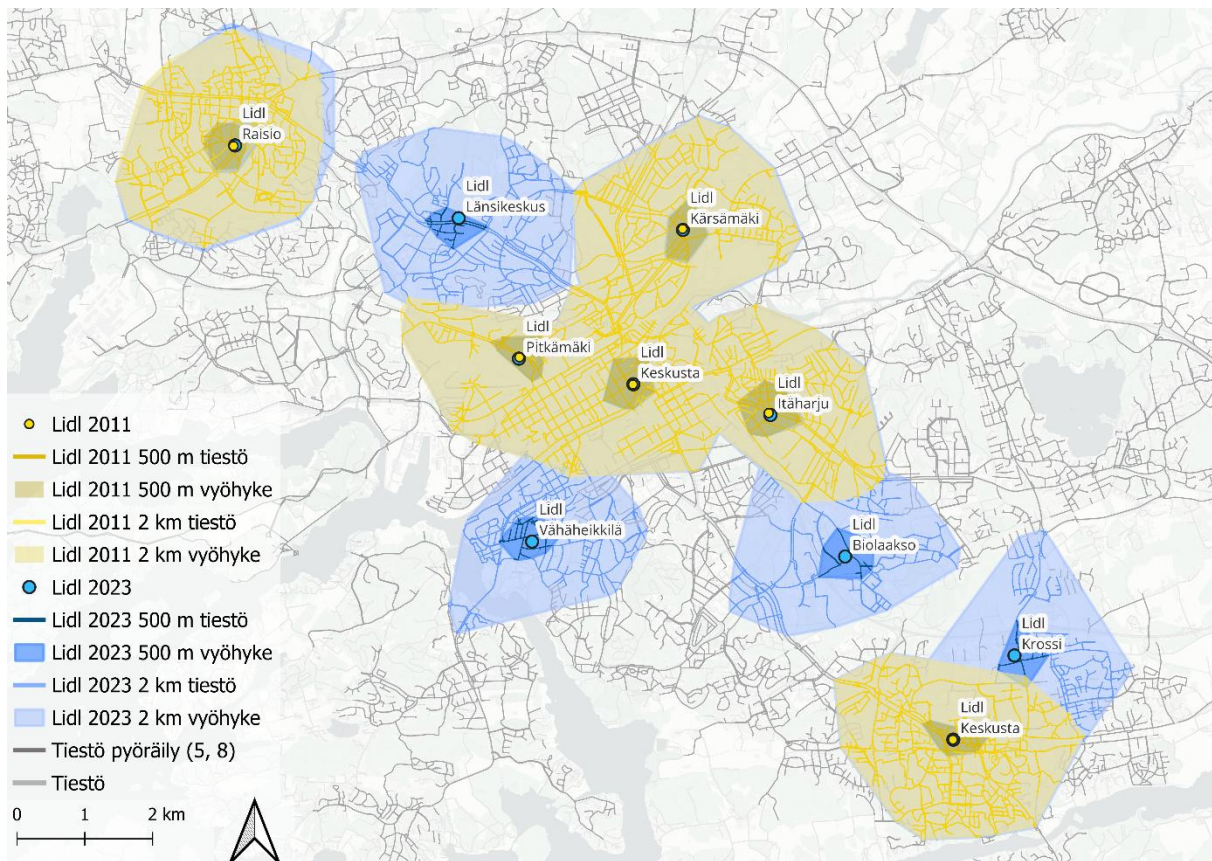 Lidl
Raisio
Lidl
Länsikeskus
Lidl
Kärsämäki
Lidl
Pitkämäki
Lidl
Keskusta
Lidl
Itäharju
Lidl
Vähäheikkilä
Lidl
Biolaakso
Lidl
Krossi
Lidl
Keskusta
Lidl 2011
Lidl 2011 500 m tiestö
Lidl 2011 500 m vyöhyke
Lidl 2011 2 km tiestö
Lidl 2011 2 km vyöhyke
Lidl 2023
Lidl 2023 500 m tiestö
Lidl 2023 500 m vyöhyke
Lidl 2023 2 km tiestö
Lidl 2023 2 km vyöhyke
Tiestö pyöräily (5, 8)
Tiestö
0 1 2 km